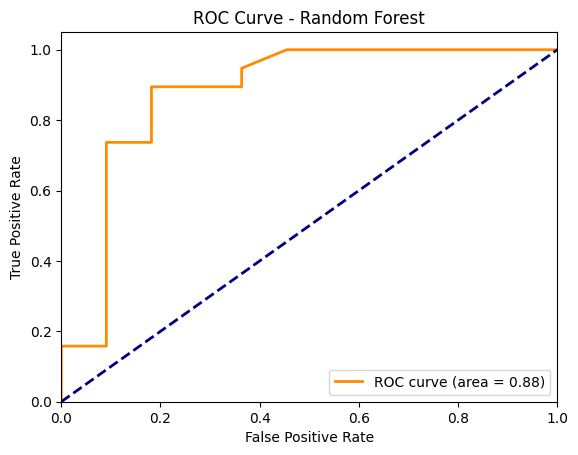 ROC Curve - Random Forest
True Positive Rate
1.0
0.8
0.6
0.4
0.2
0.0
ROC curve (area = 0.88)
0.0 0.2 0.4 0.6 0.8 1.0
False Positive Rate